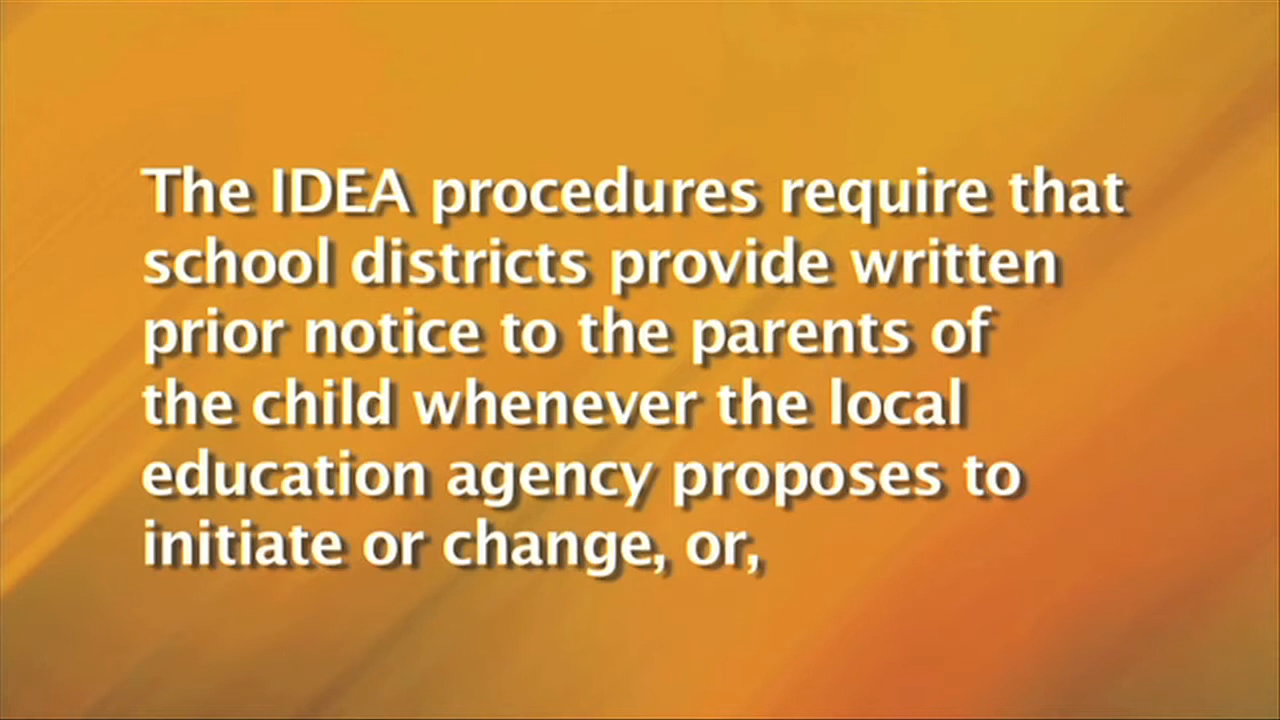 The IDEA procedures require that
school districts provide written
prior notice to the parents of
the child whenever the local
education agency proposes to
initiate or change, or,